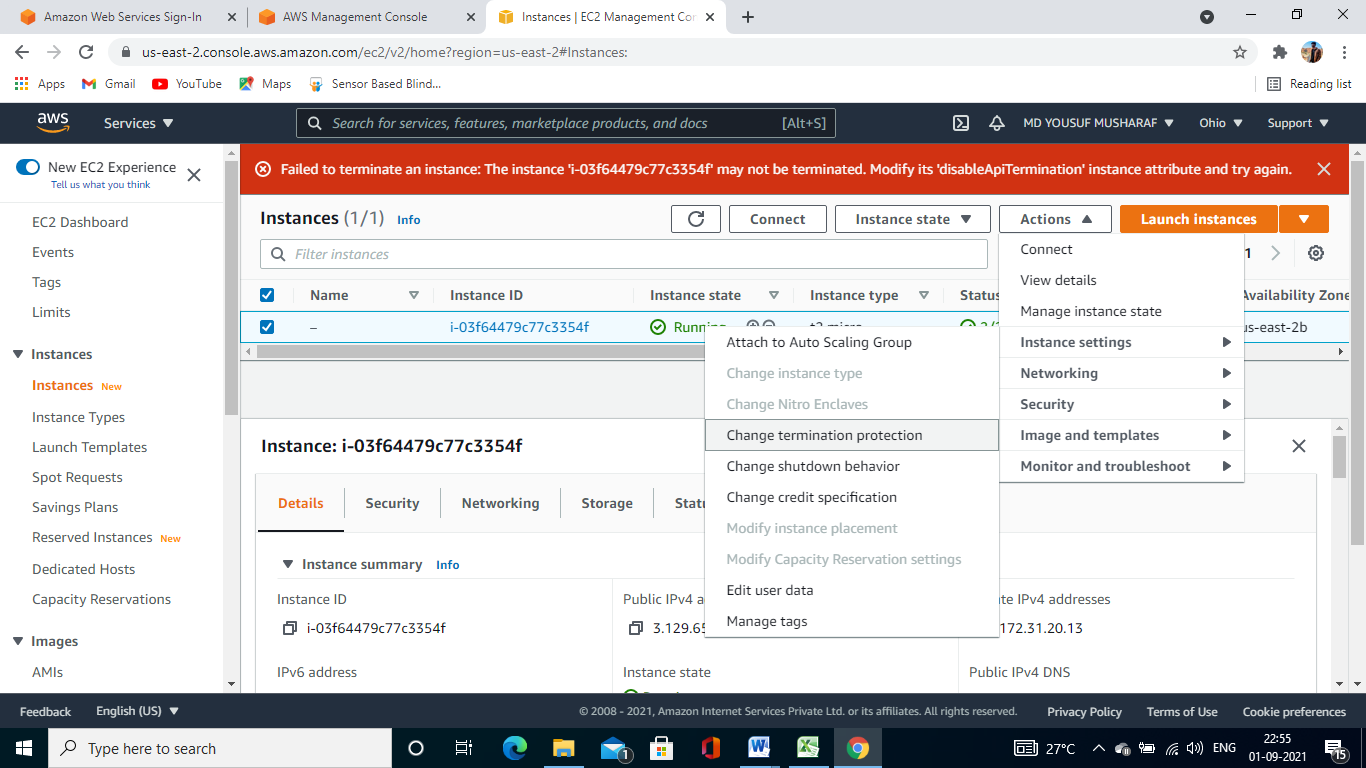 Amazon Web Services Sign-In
AWS Management Console
Instances | EC2 Management Con
us-east-2.console.aws.amazon.com/ec2/v2/home?region=us-east-2#Instances:
Apps
Gmail
YouTube
Maps
Sensor Based Blind...
Reading list
aws
Services
Search for services, features, marketplace products, and docs
[Alt+S]
MD YOUSUF MUSHARAF
Ohio
Support
New EC2 Experience
Tell us what you think
EC2 Dashboard
Events
Tags
Limits
Instances
Instances New
Instance Types
Launch Templates
Spot Requests
Savings Plans
Reserved Instances New
Dedicated Hosts
Capacity Reservations
Images
AMIs
Failed to terminate an instance: The instance 'i-03f64479c77c3354f' may not be terminated. Modify its 'disableApiTermination' instance attribute and try again.
Instances (1/1) Info
Connect
Instance state
Actions
Launch instances
Filter instances
1
Name
Instance ID
Instance state
Instance type
Status
Availability Zone
–
i-03f64479c77c3354f
Running
t2.micro
us-east-2b
Connect
View details
Manage instance state
Instance settings
Networking
Security
Image and templates
Monitor and troubleshoot
Attach to Auto Scaling Group
Change instance type
Change Nitro Enclaves
Change termination protection
Change shutdown behavior
Change credit specification
Modify instance placement
Modify Capacity Reservation settings
Edit user data
Manage tags
Instance: i-03f64479c77c3354f
Details
Security
Networking
Storage
Statu
Instance summary Info
Instance ID
i-03f64479c77c3354f
Public IPv4 a
3.129.65
te IPv4 addresses
172.31.20.13
IPv6 address
Instance state
Public IPv4 DNS
Feedback
English (US)
© 2008 - 2021, Amazon Internet Services Private Ltd. or its affiliates. All rights reserved.
Privacy Policy
Terms of Use
Cookie preferences
Type here to search
1
27°C
ENG
22:55
01-09-2021
15